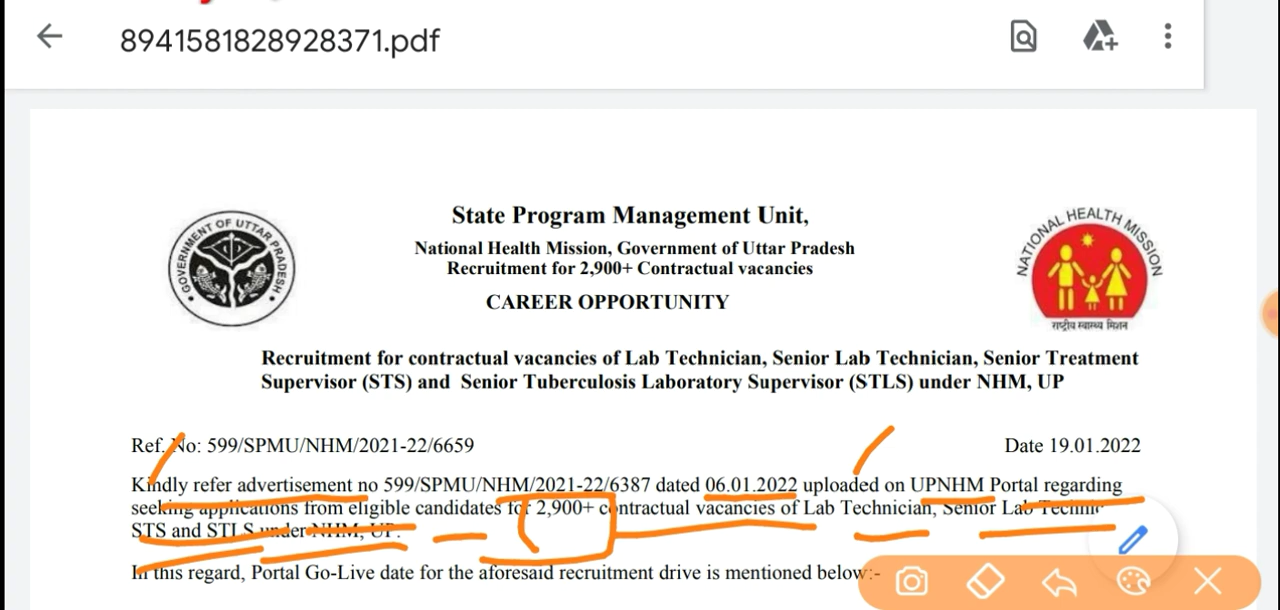 8941581828928371.pdf
GOVERNMENT OF UTTAR PRADESH
State Program Management Unit,
National Health Mission, Government of Uttar Pradesh
Recruitment for 2,900+ Contractual vacancies
CAREER OPPORTUNITY
NATIONAL HEALTH MISSION
राष्ट्रीय स्वास्थ्य मिशन
Recruitment for contractual vacancies of Lab Technician, Senior Lab Technician, Senior Treatment
Supervisor (STS) and Senior Tuberculosis Laboratory Supervisor (STLS) under NHM, UP
Ref. No: 599/SPMU/NHM/2021-22/6659
Date 19.01.2022
Kindly refer advertisement no 599/SPMU/NHM/2021-22/6387 dated 06.01.2022 uploaded on UPNHM Portal regarding
seeking applications from eligible candidates for 2,900+ contractual vacancies of Lab Technician, Senior Lab
STS and STLS under NHM, UP.
In this regard, Portal Go-Live date for the aforesaid recruitment drive is mentioned below:-